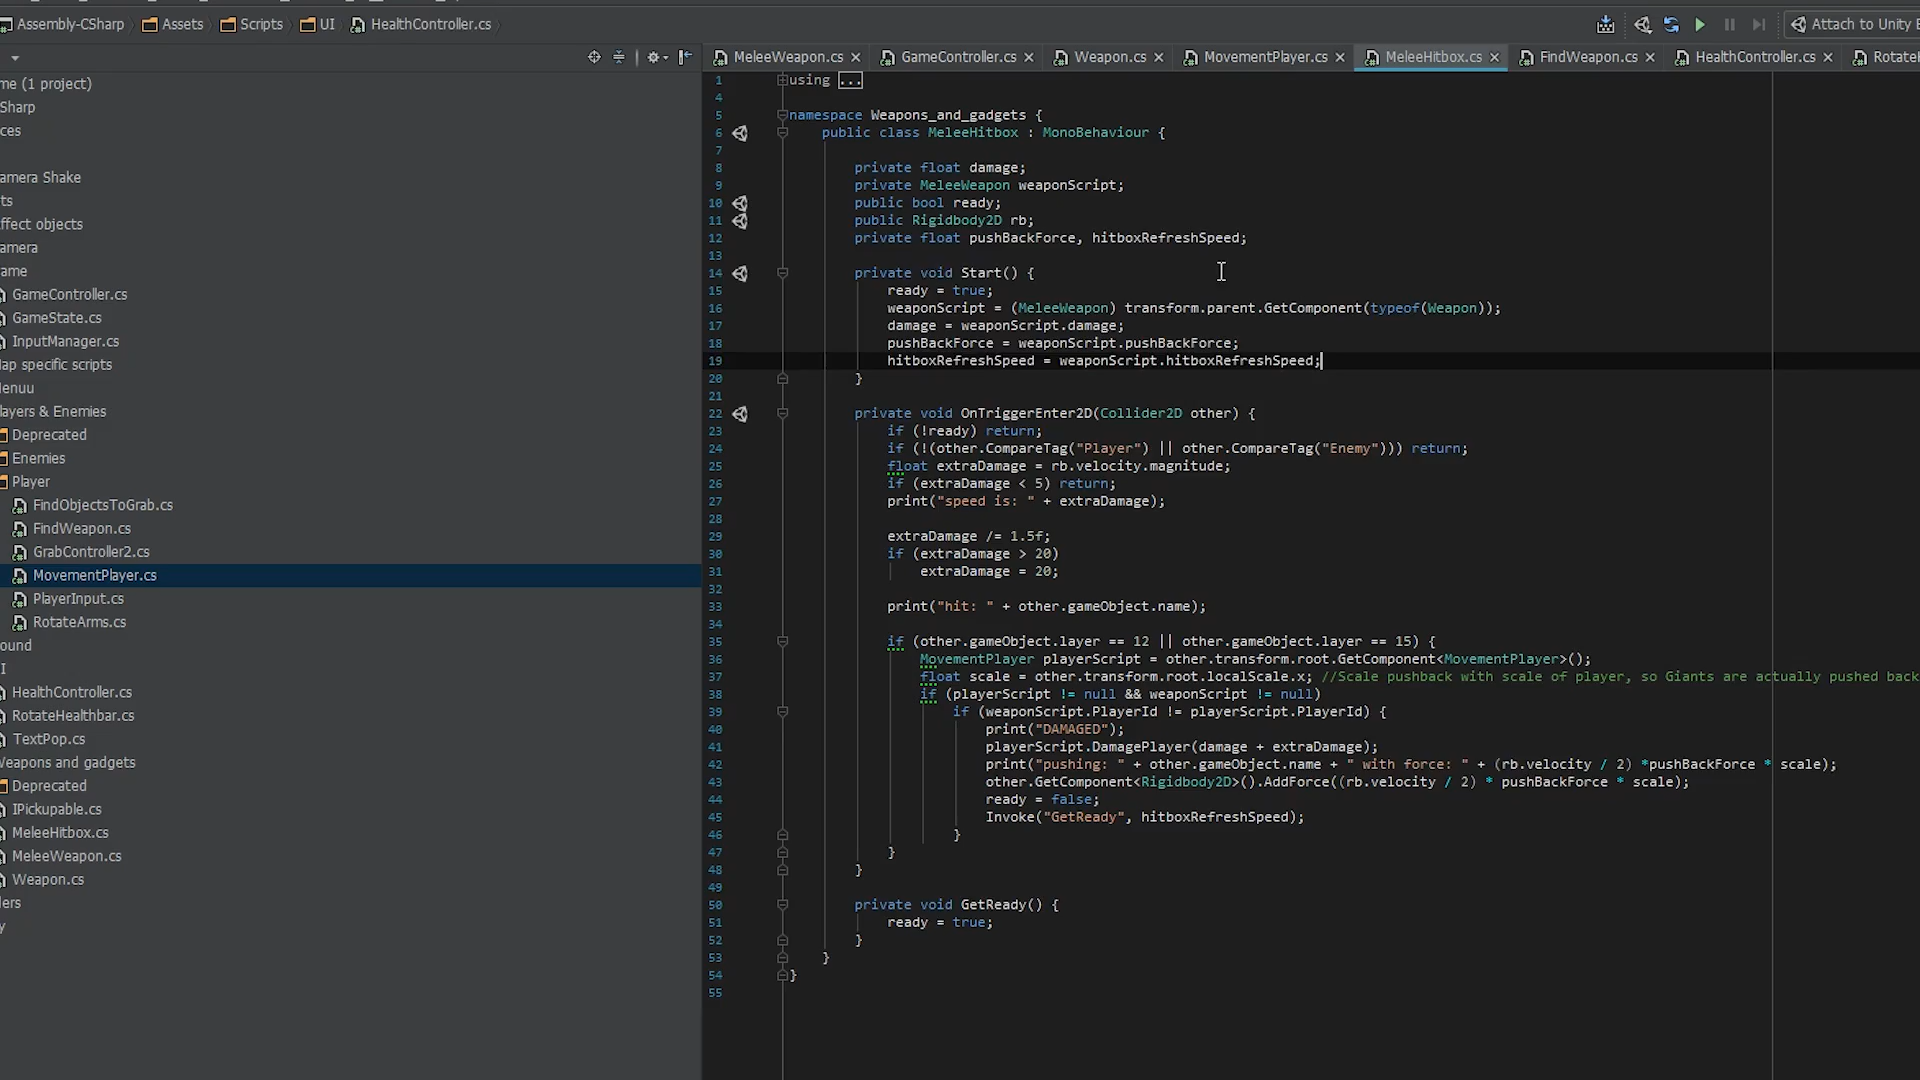 Assembly-CSharp Assets Scripts UI HealthController.cs
Attach to Unity E
MeleeWeapon.cs GameController.cs Weapon.cs MovementPlayer.cs MeleeHitbox.cs FindWeapon.cs HealthController.cs RotateH
me (1 project)
Sharp
ces
amera Shake
ts
ffect objects
amera
ame
GameController.cs
GameState.cs
InputManager.cs
lap specific scripts
enuu
layers & Enemies
Deprecated
Enemies
Player
FindObjectsToGrab.cs
FindWeapon.cs
GrabController2.cs
MovementPlayer.cs
PlayerInput.cs
RotateArms.cs
ound
I
HealthController.cs
RotateHealthbar.cs
TextPop.cs
Weapons and gadgets
Deprecated
IPickupable.cs
MeleeHitbox.cs
MeleeWeapon.cs
Weapon.cs
ders
y
1 using ...
4
5 namespace Weapons_and_gadgets {
6 public class MeleeHitbox : MonoBehaviour {
7
8 private float damage;
9 private MeleeWeapon weaponScript;
10 public bool ready;
11 public Rigidbody2D rb;
12 private float pushBackForce, hitboxRefreshSpeed;
13
14 private void Start() {
15 ready = true;
16 weaponScript = (MeleeWeapon) transform.parent.GetComponent(typeof(Weapon));
17 damage = weaponScript.damage;
18 pushBackForce = weaponScript.pushBackForce;
19 hitboxRefreshSpeed = weaponScript.hitboxRefreshSpeed;
20 }
21
22 private void OnTriggerEnter2D(Collider2D other) {
23 if (!ready) return;
24 if (!(other.CompareTag("Player") || other.CompareTag("Enemy"))) return;
25 float extraDamage = rb.velocity.magnitude;
26 if (extraDamage < 5) return;
27 print("speed is: " + extraDamage);
28
29 extraDamage /= 1.5f;
30 if (extraDamage > 20)
31 extraDamage = 20;
32
33 print("hit: " + other.gameObject.name);
34
35 if (other.gameObject.layer == 12 || other.gameObject.layer == 15) {
36 MovementPlayer playerScript = other.transform.root.GetComponent<MovementPlayer>();
37 float scale = other.transform.root.localScale.x; //Scale pushback with scale of player, so Giants are actually pushed back
38 if (playerScript != null && weaponScript != null)
39 if (weaponScript.PlayerId != playerScript.PlayerId) {
40 print("DAMAGED");
41 playerScript.DamagePlayer(damage + extraDamage);
42 print("pushing: " + other.gameObject.name + " with force: " + (rb.velocity / 2) *pushBackForce * scale);
43 other.GetComponent<Rigidbody2D>().AddForce((rb.velocity / 2) * pushBackForce * scale);
44 ready = false;
45 Invoke("GetReady", hitboxRefreshSpeed);
46 }
47 }
48 }
49
50 private void GetReady() {
51 ready = true;
52 }
53 }
54 }
55